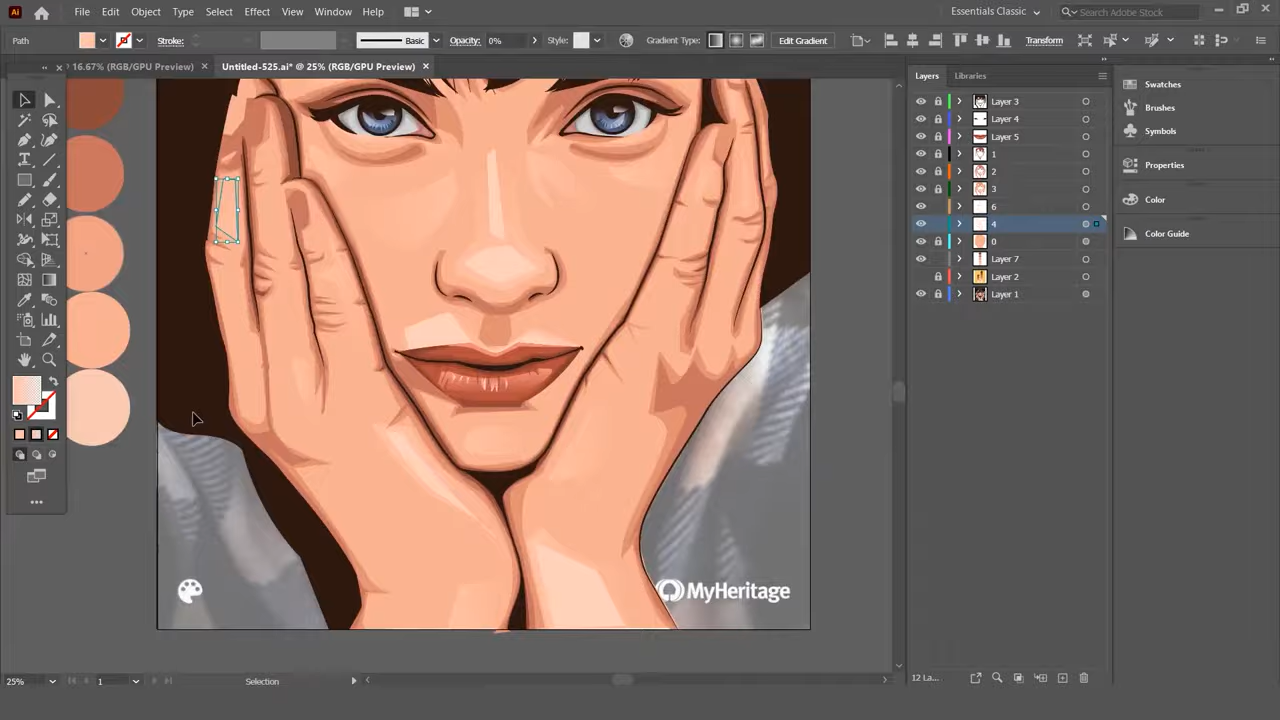 Ai File Edit Object Type Select Effect View Window Help Essentials Classic Search Adobe Stock
Path Stroke: Basic Opacity: 0% Style: Gradient Type: Edit Gradient Transform
16.67% (RGB/GPU Preview) × Untitled-525.ai* @ 25% (RGB/GPU Preview) ×
Layers Libraries
Layer 3
Layer 4
Layer 5
1
2
3
6
4
0
Layer 7
Layer 2
Layer 1
Swatches
Brushes
Symbols
Properties
Color
Color Guide
MyHeritage
25% 1 Selection 12 La...